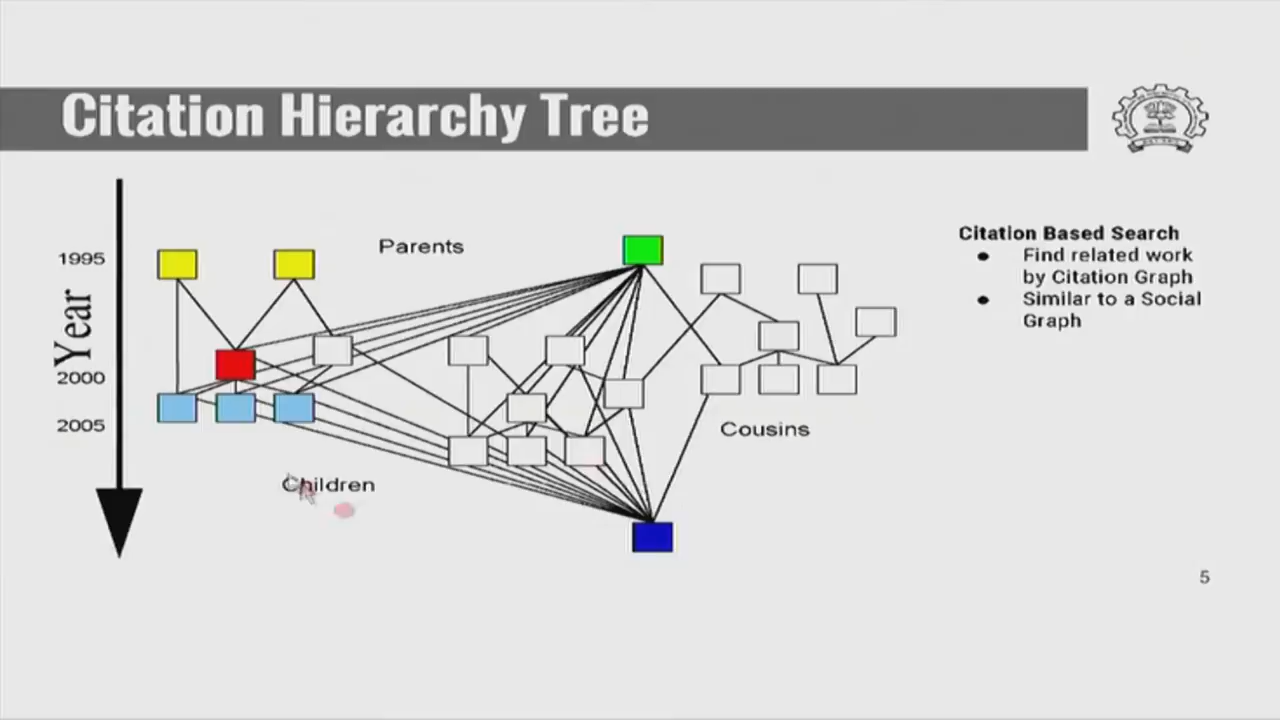 Citation Hierarchy Tree
Parents
1995
Year
2000
2005
Children
Cousins
Citation Based Search
● Find related work
by Citation Graph
● Similar to a Social
Graph
5